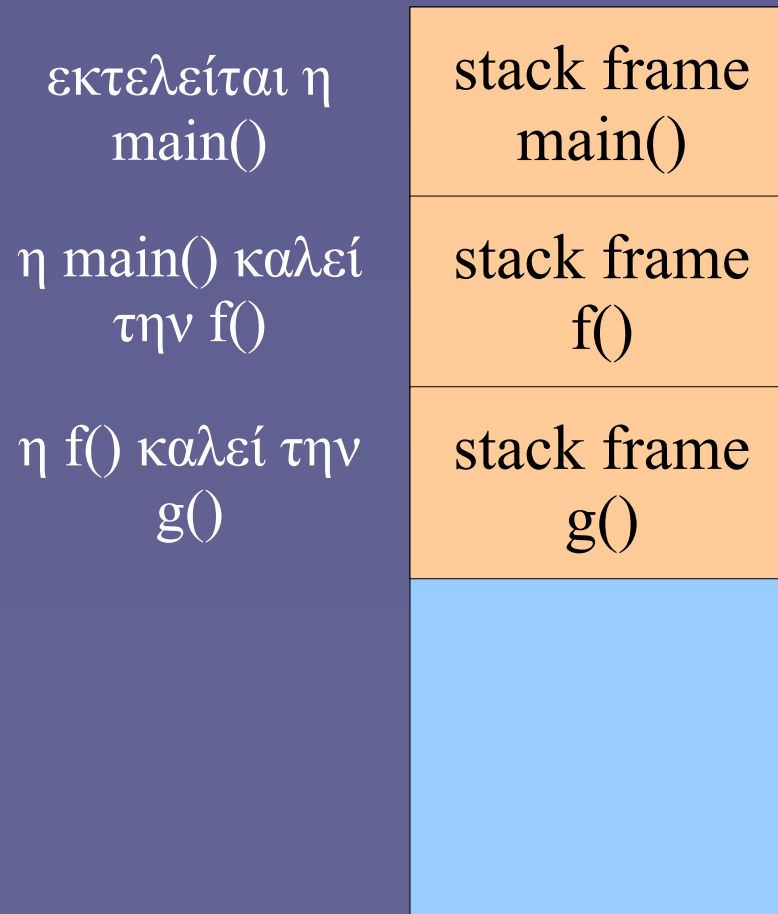 εκτελείται η
main()
stack frame
main()
η main() καλεί
την f()
stack frame
f()
η f() καλεί την
g()
stack frame
g()